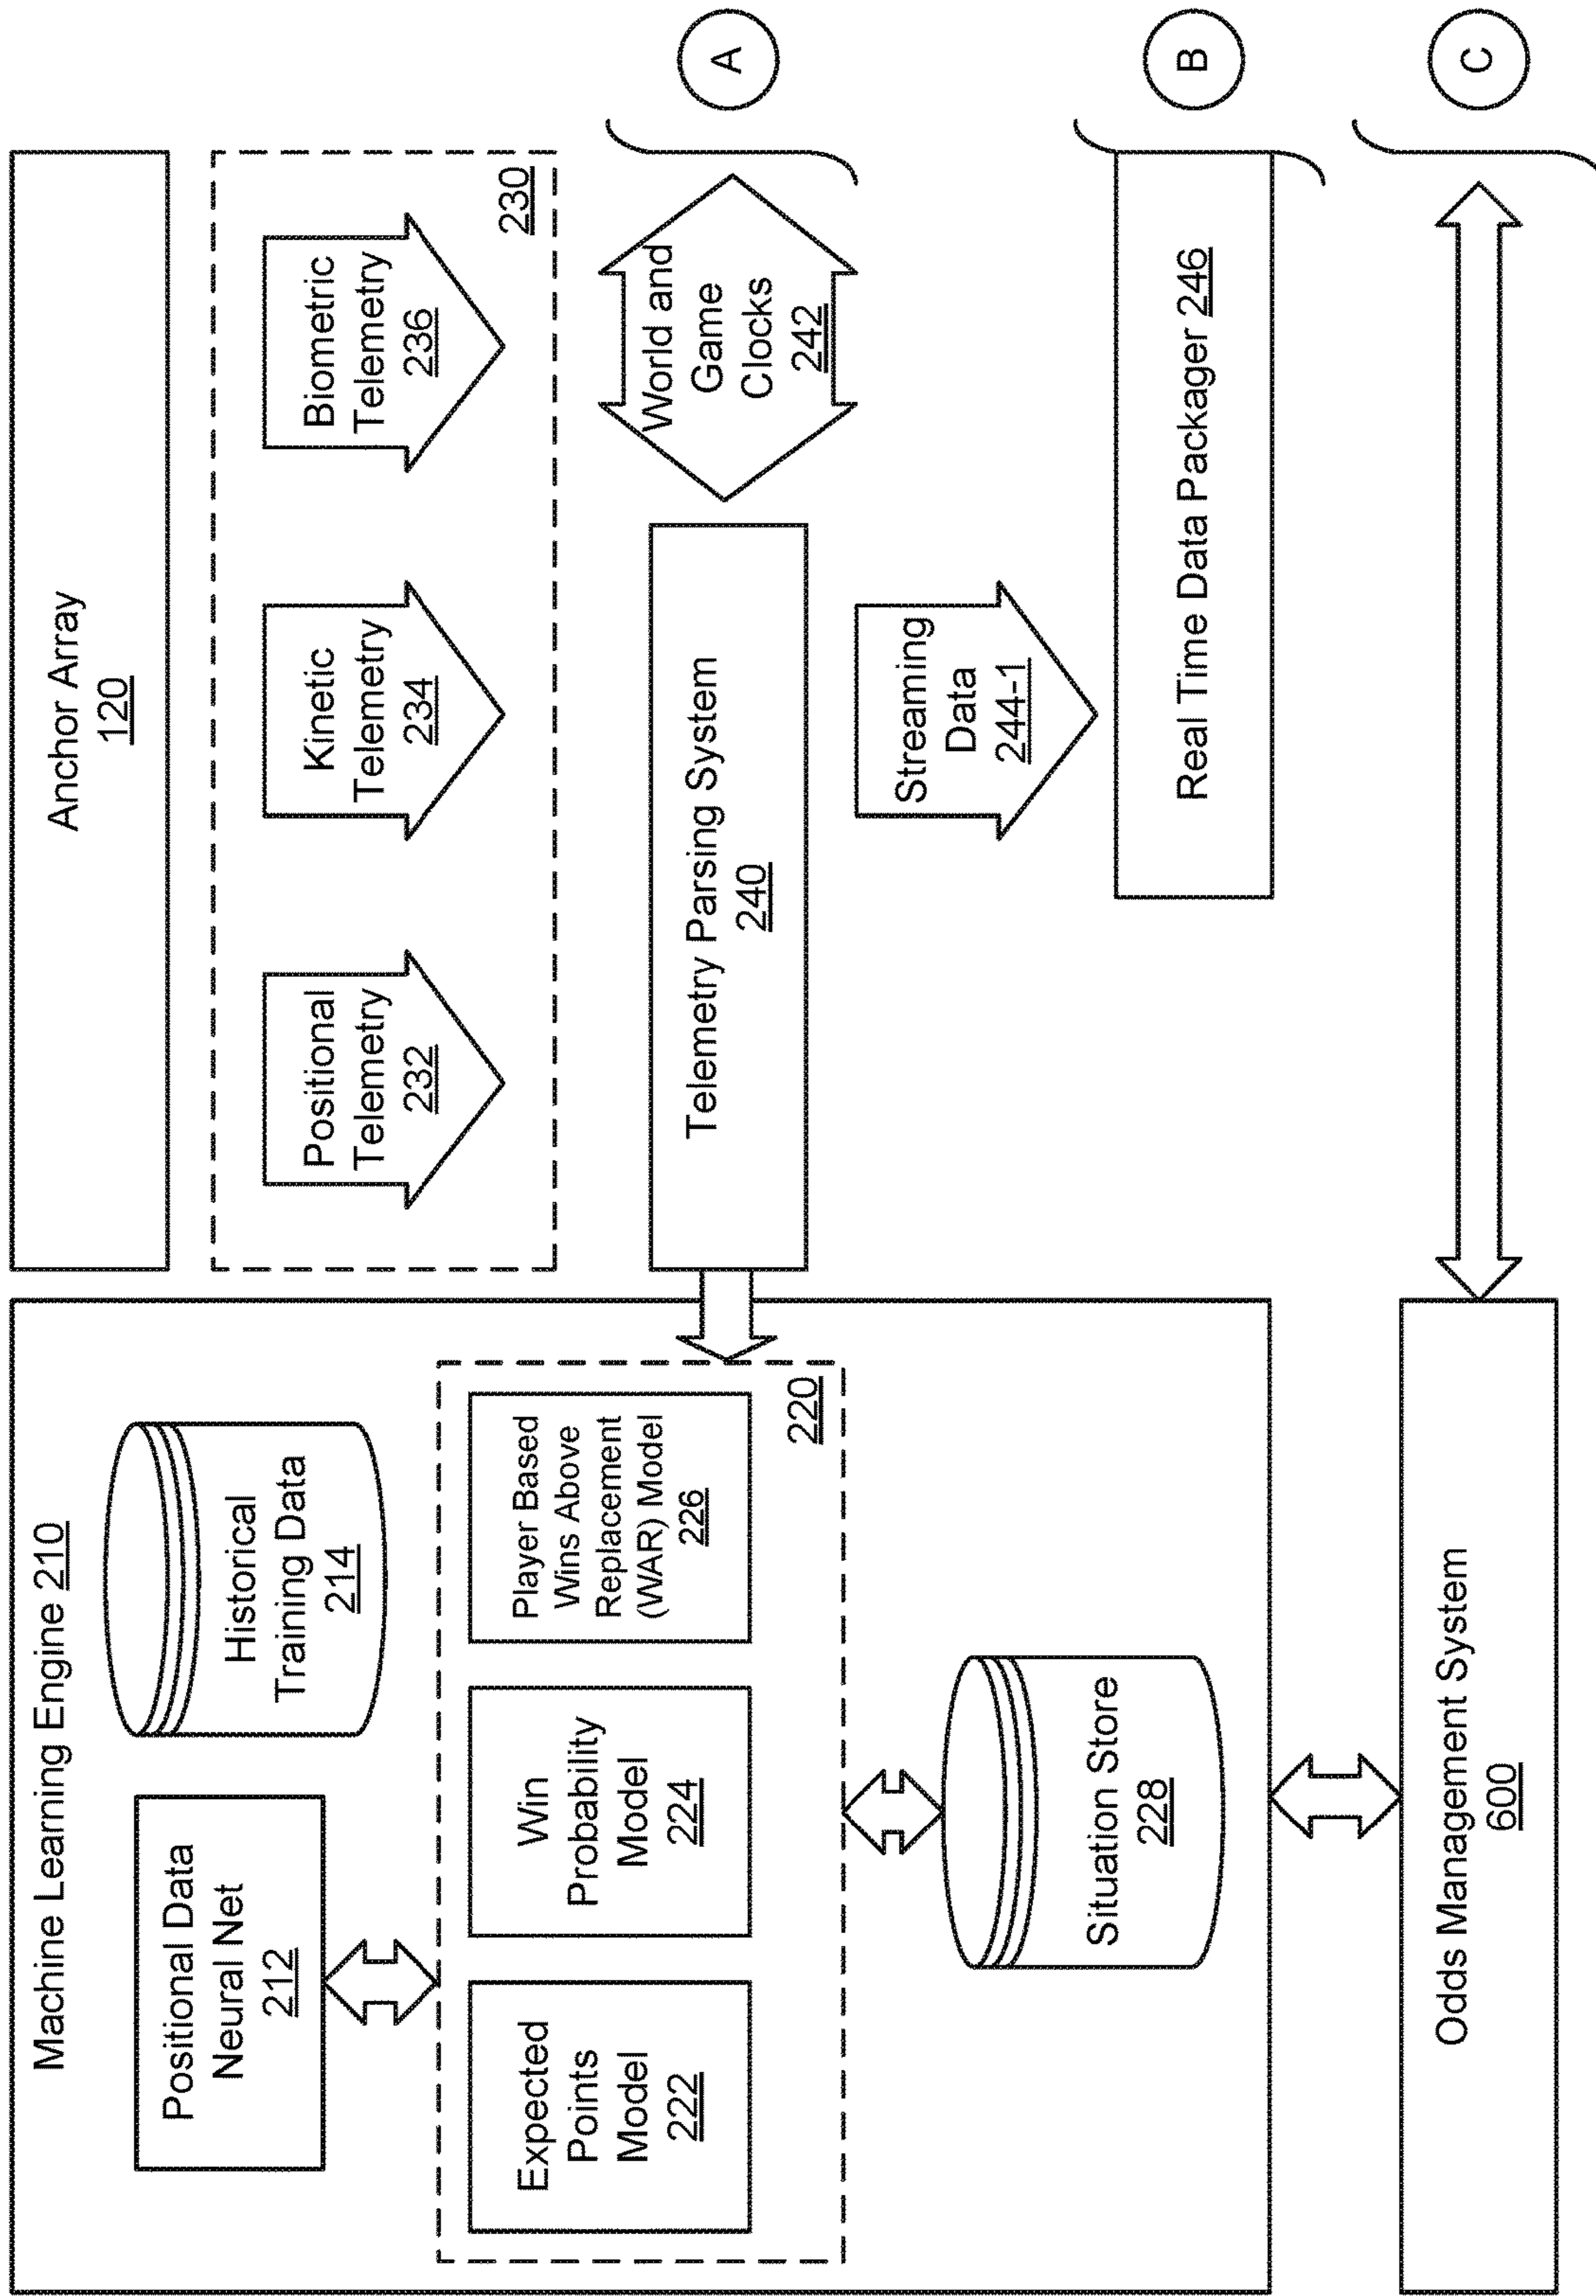 Machine Learning Engine 210
Positional Data
Neural Net
212
Historical
Training Data
214
Expected
Points
Model
222
Win
Probability
Model
224
Player Based
Wins Above
Replacement
(WAR) Model
226
220
Situation Store
228
Odds Management System
600
Anchor Array
120
Positional
Telemetry
232
Kinetic
Telemetry
234
Biometric
Telemetry
236
230
Telemetry Parsing System
240
World and
Game
Clocks
242
A
Streaming
Data
244-1
Real Time Data Packager 246
B
C